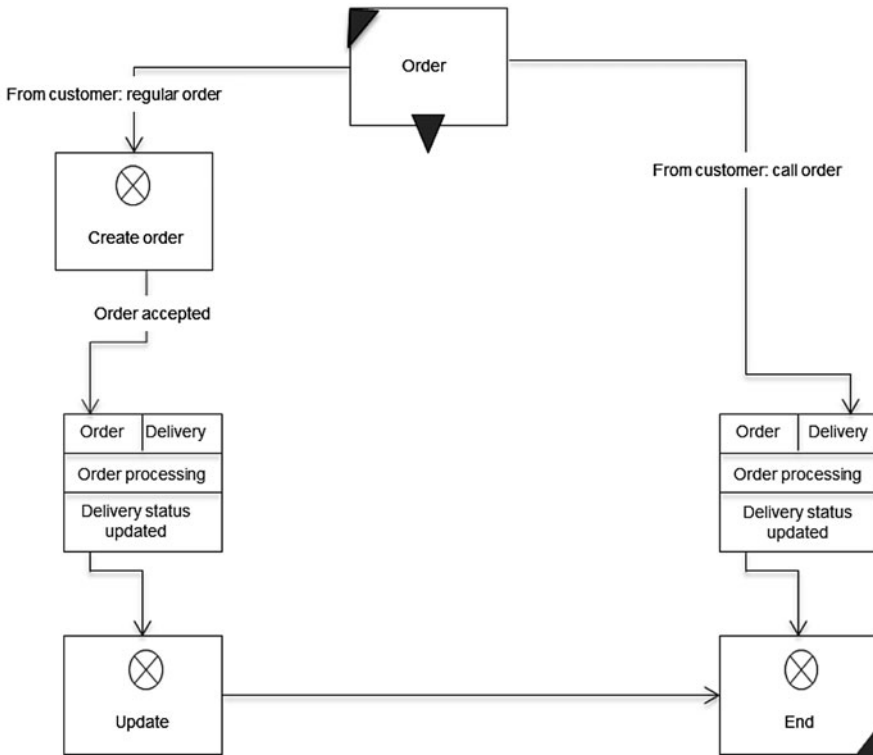 Order
From customer: regular order
From customer: call order
Create order
Order accepted
Order Delivery
Order processing
Delivery status
updated
Order Delivery
Order processing
Delivery status
updated
Update
End